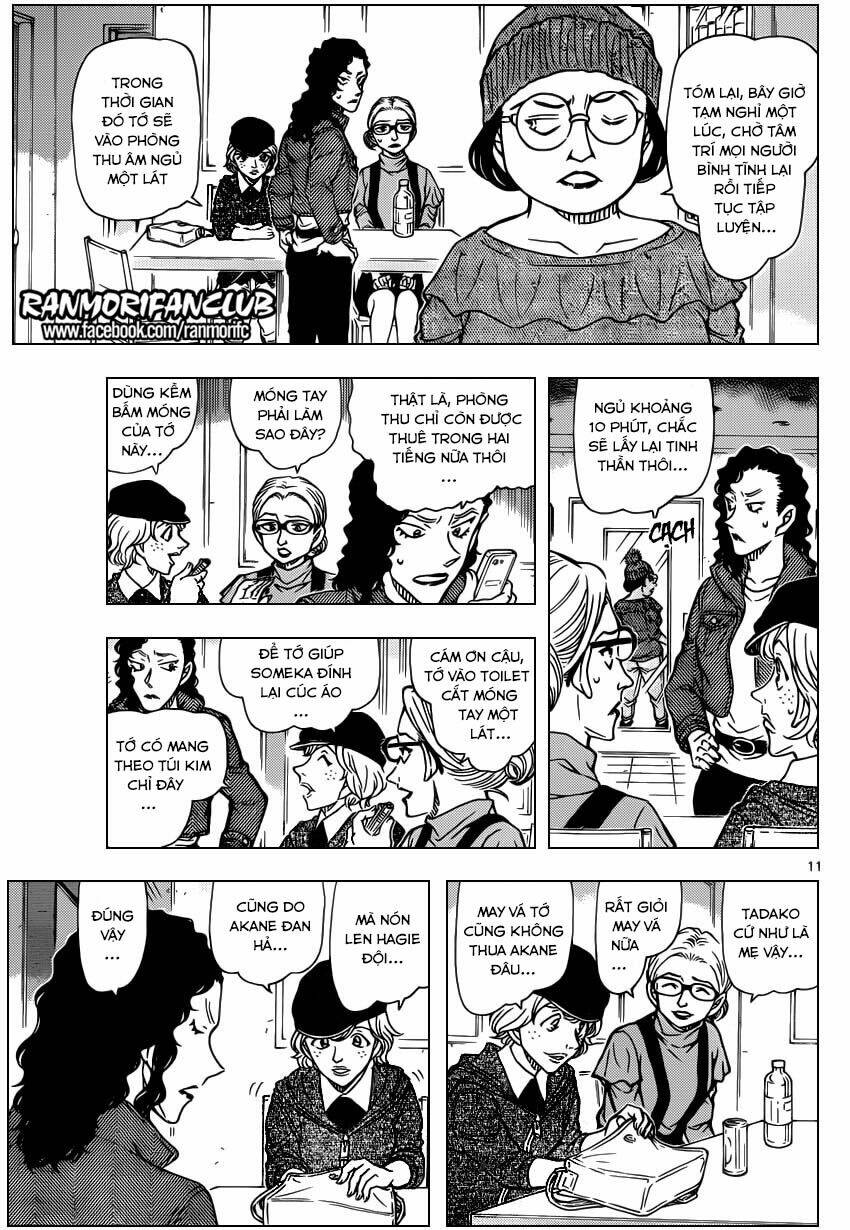 TÓM LẠI, BÂY GIỜ
TẠM NGHỈ MỘT
LÚC, CHỜ TÂM
TRÍ MỌI NGƯỜI
BÌNH TĨNH LẠI
RỒI TIẾP
TỤC TẬP
LUYỆN...
TRONG
THỜI GIAN
ĐÓ TỚ SẼ
VÀO PHÒNG
THU ÂM NGỦ
MỘT LÁT
RANMORIFANCLUB
www.facebook.com/ranmorifc
NGỦ KHOẢNG
10 PHÚT, CHẮC
SẼ LẤY LẠI TINH
THẦN THÔI...
CẠCH
THẬT LÀ, PHÒNG
THU CHỈ CÒN ĐƯỢC
THUÊ TRONG HAI
TIẾNG NỮA THÔI
...
MÓNG TAY
PHẢI LÀM
SAO ĐÂY?
DÙNG KỀM
BẤM MÓNG
CỦA TỚ
NÀY...
CÁM ƠN CẬU,
TỚ VÀO TOILET
CẮT MÓNG
TAY MỘT
LÁT...
ĐỂ TỚ GIÚP
SOMEKA ĐÍNH
LẠI CÚC ÁO
...
TỚ CÓ MANG
THEO TÚI KIM
CHỈ ĐÂY
...
11
TADAKO
CỨ NHƯ LÀ
MẸ VẬY...
RẤT GIỎI
MAY VÁ
NỮA
...
MAY VÁ TỚ
CŨNG KHÔNG
THUA AKANE
ĐÂU...
MÀ NÓN
LEN HAGIE
ĐỘI...
CŨNG DO
AKANE ĐAN
HẢ...
ĐÚNG
VẬY...